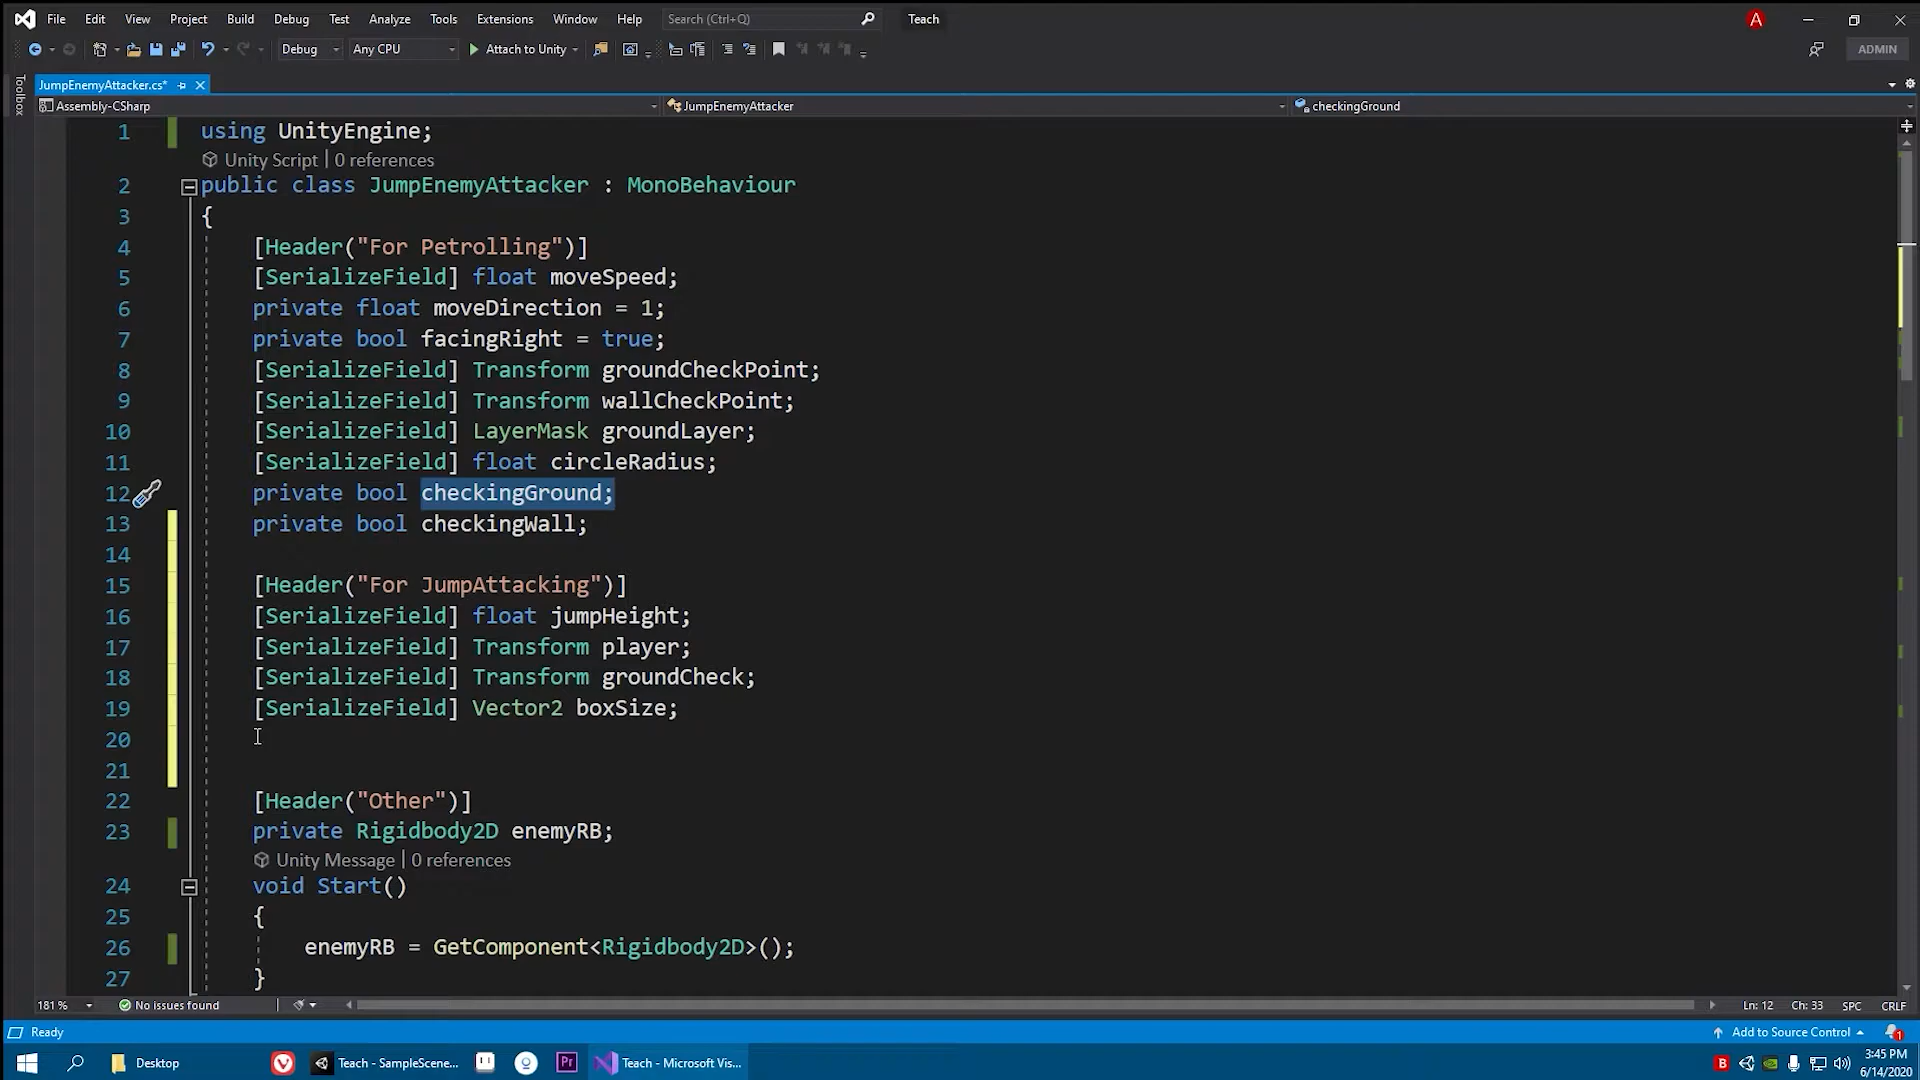 File Edit View Project Build Debug Test Analyze Tools Extensions Window Help Search (Ctrl+Q) Teach A
Debug Any CPU Attach to Unity ADMIN
Toolbox
JumpEnemyAttacker.cs*
Assembly-CSharp JumpEnemyAttacker checkingGround
1 using UnityEngine;
Unity Script | 0 references
2 public class JumpEnemyAttacker : MonoBehaviour
3 {
4 [Header("For Petrolling")]
5 [SerializeField] float moveSpeed;
6 private float moveDirection = 1;
7 private bool facingRight = true;
8 [SerializeField] Transform groundCheckPoint;
9 [SerializeField] Transform wallCheckPoint;
10 [SerializeField] LayerMask groundLayer;
11 [SerializeField] float circleRadius;
12 private bool checkingGround;
13 private bool checkingWall;
14
15 [Header("For JumpAttacking")]
16 [SerializeField] float jumpHeight;
17 [SerializeField] Transform player;
18 [SerializeField] Transform groundCheck;
19 [SerializeField] Vector2 boxSize;
20
21
22 [Header("Other")]
23 private Rigidbody2D enemyRB;
Unity Message | 0 references
24 void Start()
25 {
26 enemyRB = GetComponent<Rigidbody2D>();
27 }
181 % No issues found Ln: 12 Ch: 33 SPC CRLF
Ready Add to Source Control 1
Desktop Teach - SampleScene... Pr Teach - Microsoft Vis... B 3:45 PM
6/14/2020